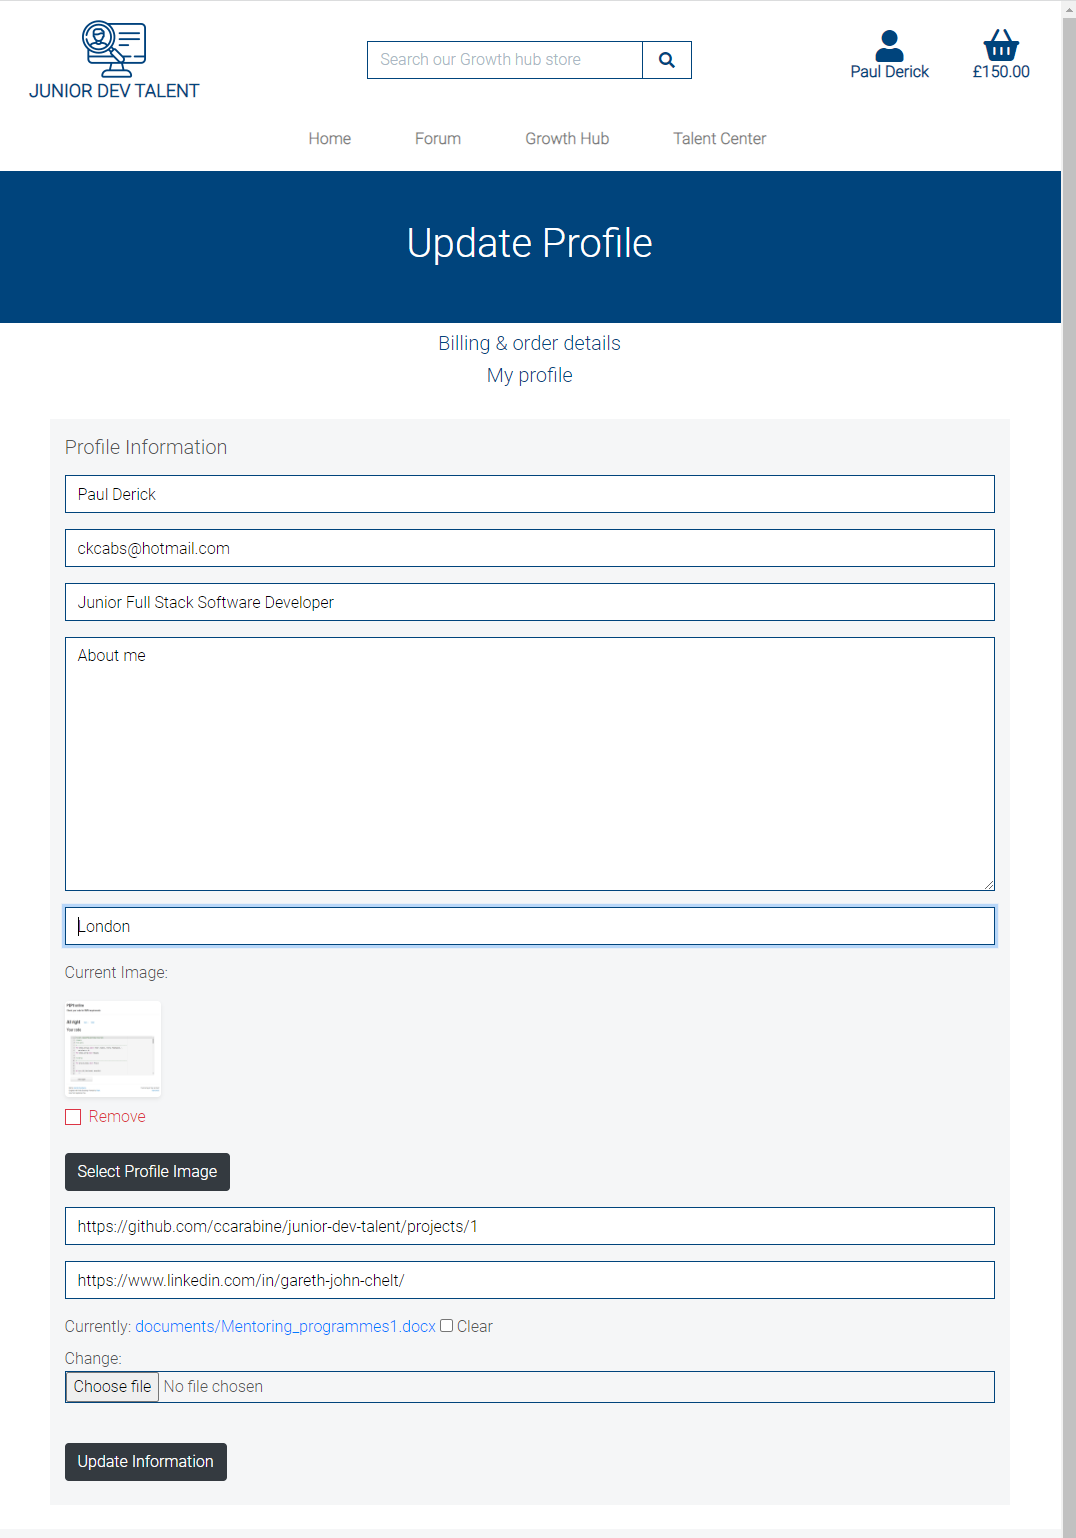 JUNIOR DEV TALENT
Search our Growth hub store
Paul Derick
£150.00
Home Forum Growth Hub Talent Center
Update Profile
Billing & order details
My profile
Profile Information
Paul Derick
ckcabs@hotmail.com
Junior Full Stack Software Developer
About me
London
Current Image:
Remove
Select Profile Image
https://github.com/ccarabine/junior-dev-talent/projects/1
https://www.linkedin.com/in/gareth-john-chelt/
Currently: documents/Mentoring_programmes1.docx Clear
Change:
Choose file No file chosen
Update Information